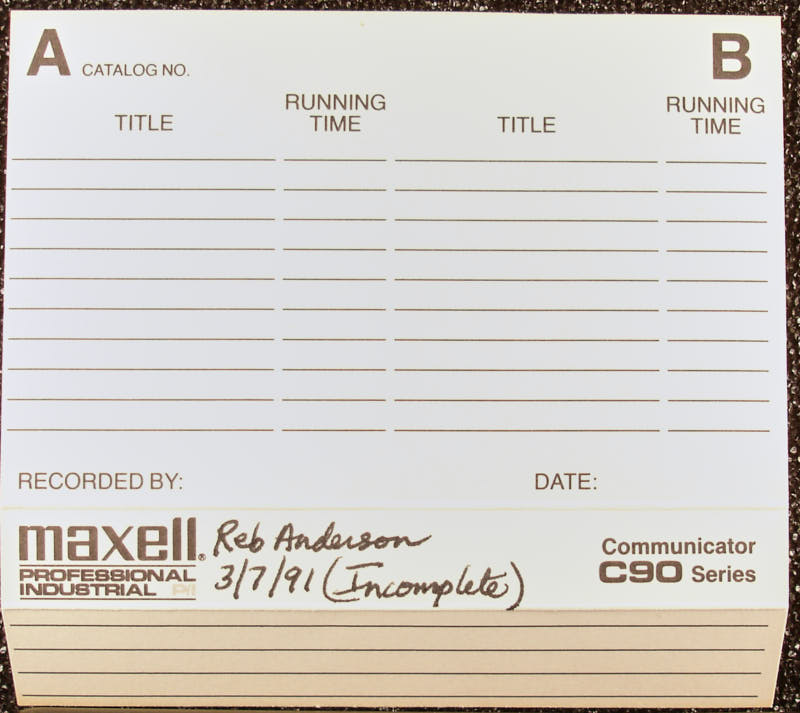 A CATALOG NO. B
TITLE RUNNING TIME TITLE RUNNING TIME
RECORDED BY: DATE:
maxell® Reb Anderson Communicator
PROFESSIONAL INDUSTRIAL P/I 3/7/91 (Incomplete) C90 Series